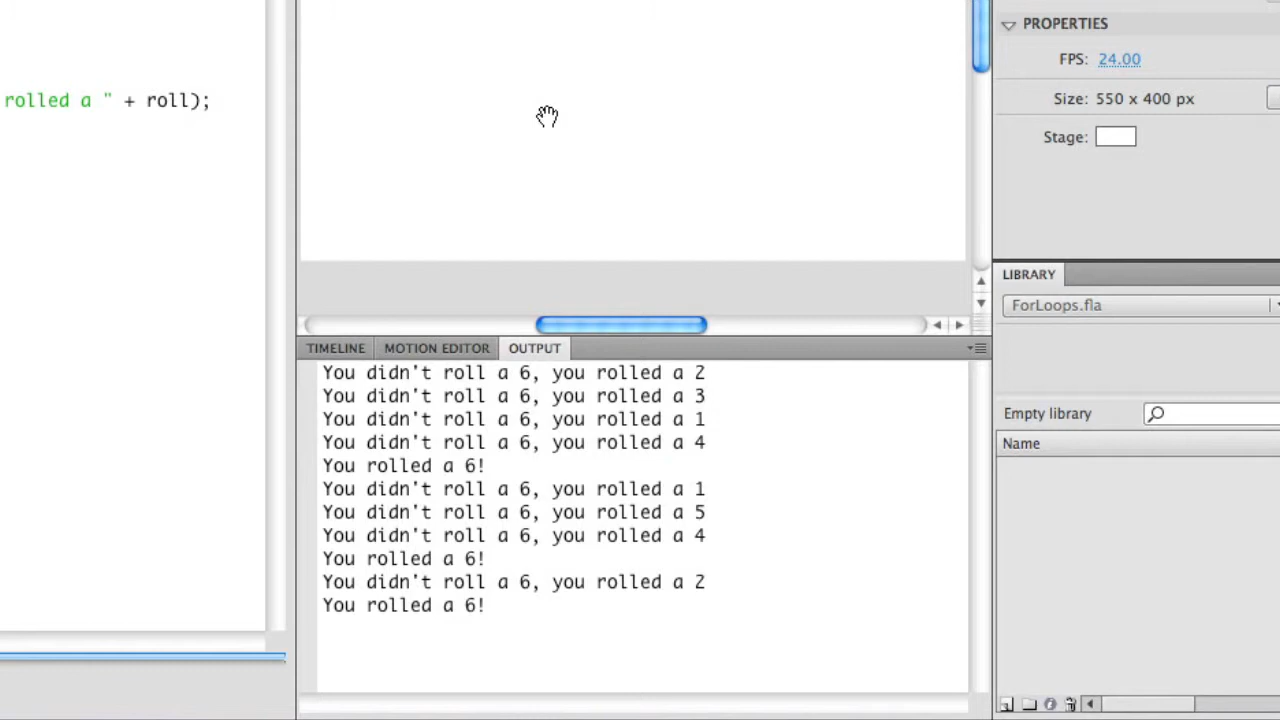 rolled a " + roll);
PROPERTIES
FPS: 24.00
Size: 550 x 400 px
Stage:
LIBRARY
ForLoops.fla
Empty library
Name
TIMELINE
MOTION EDITOR
OUTPUT
You didn't roll a 6, you rolled a 2
You didn't roll a 6, you rolled a 3
You didn't roll a 6, you rolled a 1
You didn't roll a 6, you rolled a 4
You rolled a 6!
You didn't roll a 6, you rolled a 1
You didn't roll a 6, you rolled a 5
You didn't roll a 6, you rolled a 4
You rolled a 6!
You didn't roll a 6, you rolled a 2
You rolled a 6!